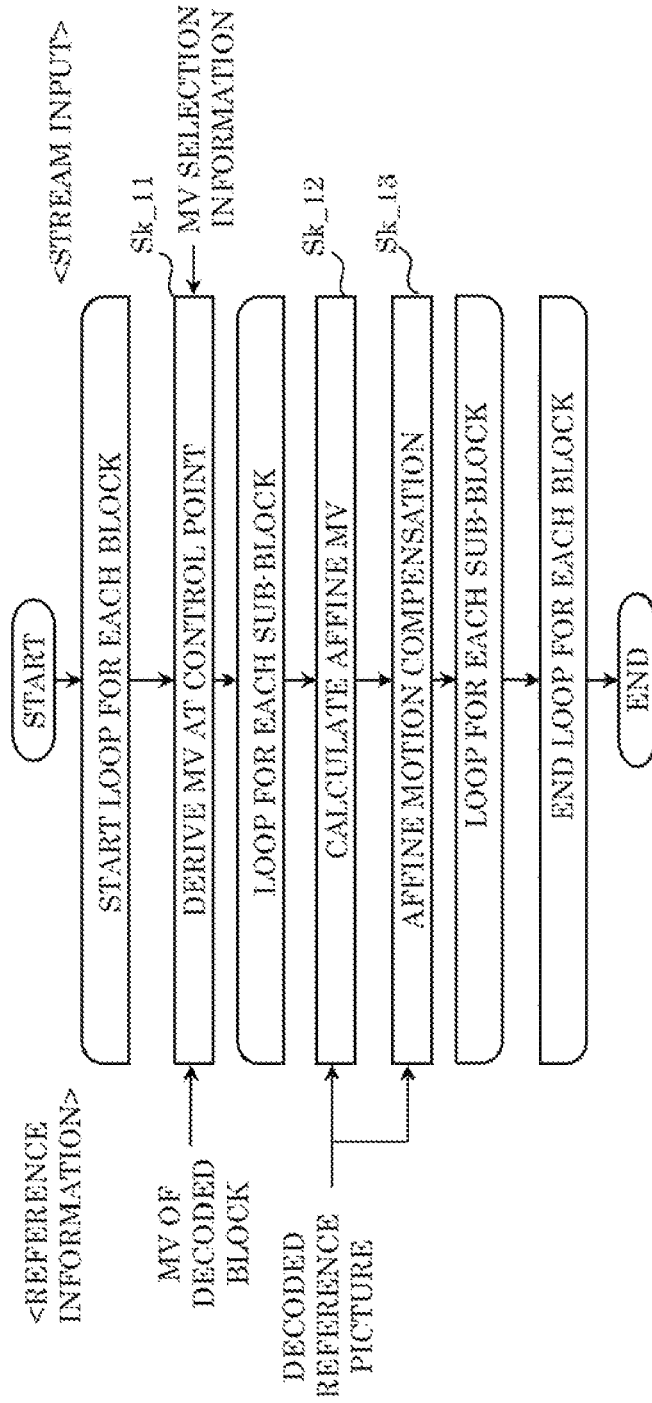 <REFERENCE
INFORMATION>
<STREAM INPUT>
START
START LOOP FOR EACH BLOCK
Sk_11
MV OF
DECODED
BLOCK
DERIVE MV AT CONTROL POINT
MV SELECTION
INFORMATION
LOOP FOR EACH SUB-BLOCK
DECODED
REFERENCE
PICTURE
Sk_12
CALCULATE AFFINE MV
Sk_13
AFFINE MOTION COMPENSATION
LOOP FOR EACH SUB-BLOCK
END LOOP FOR EACH BLOCK
END